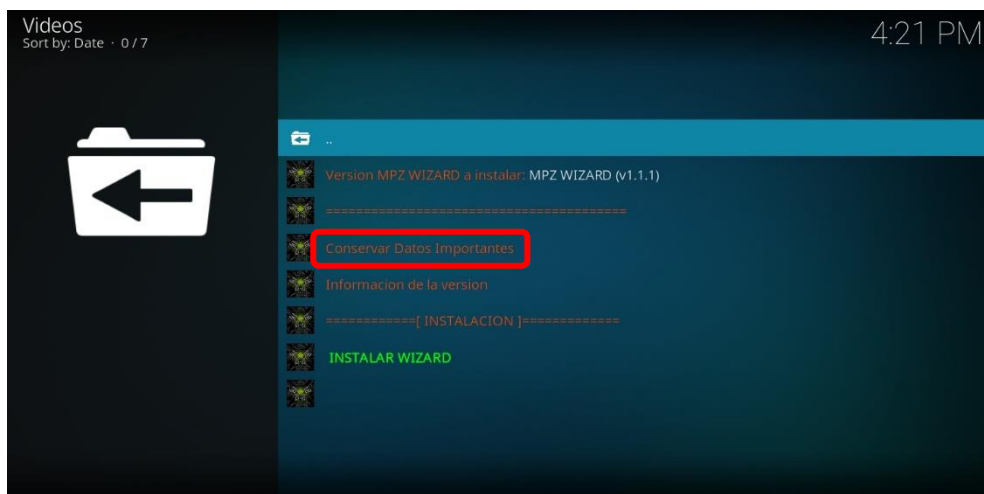 Videos
Sort by: Date · 0 / 7
4:21 PM
..
Version MPZ WIZARD a instalar: MPZ WIZARD (v1.1.1)
========================================
Conservar Datos Importantes
Informacion de la version
============[ INSTALACION ]=============
INSTALAR WIZARD